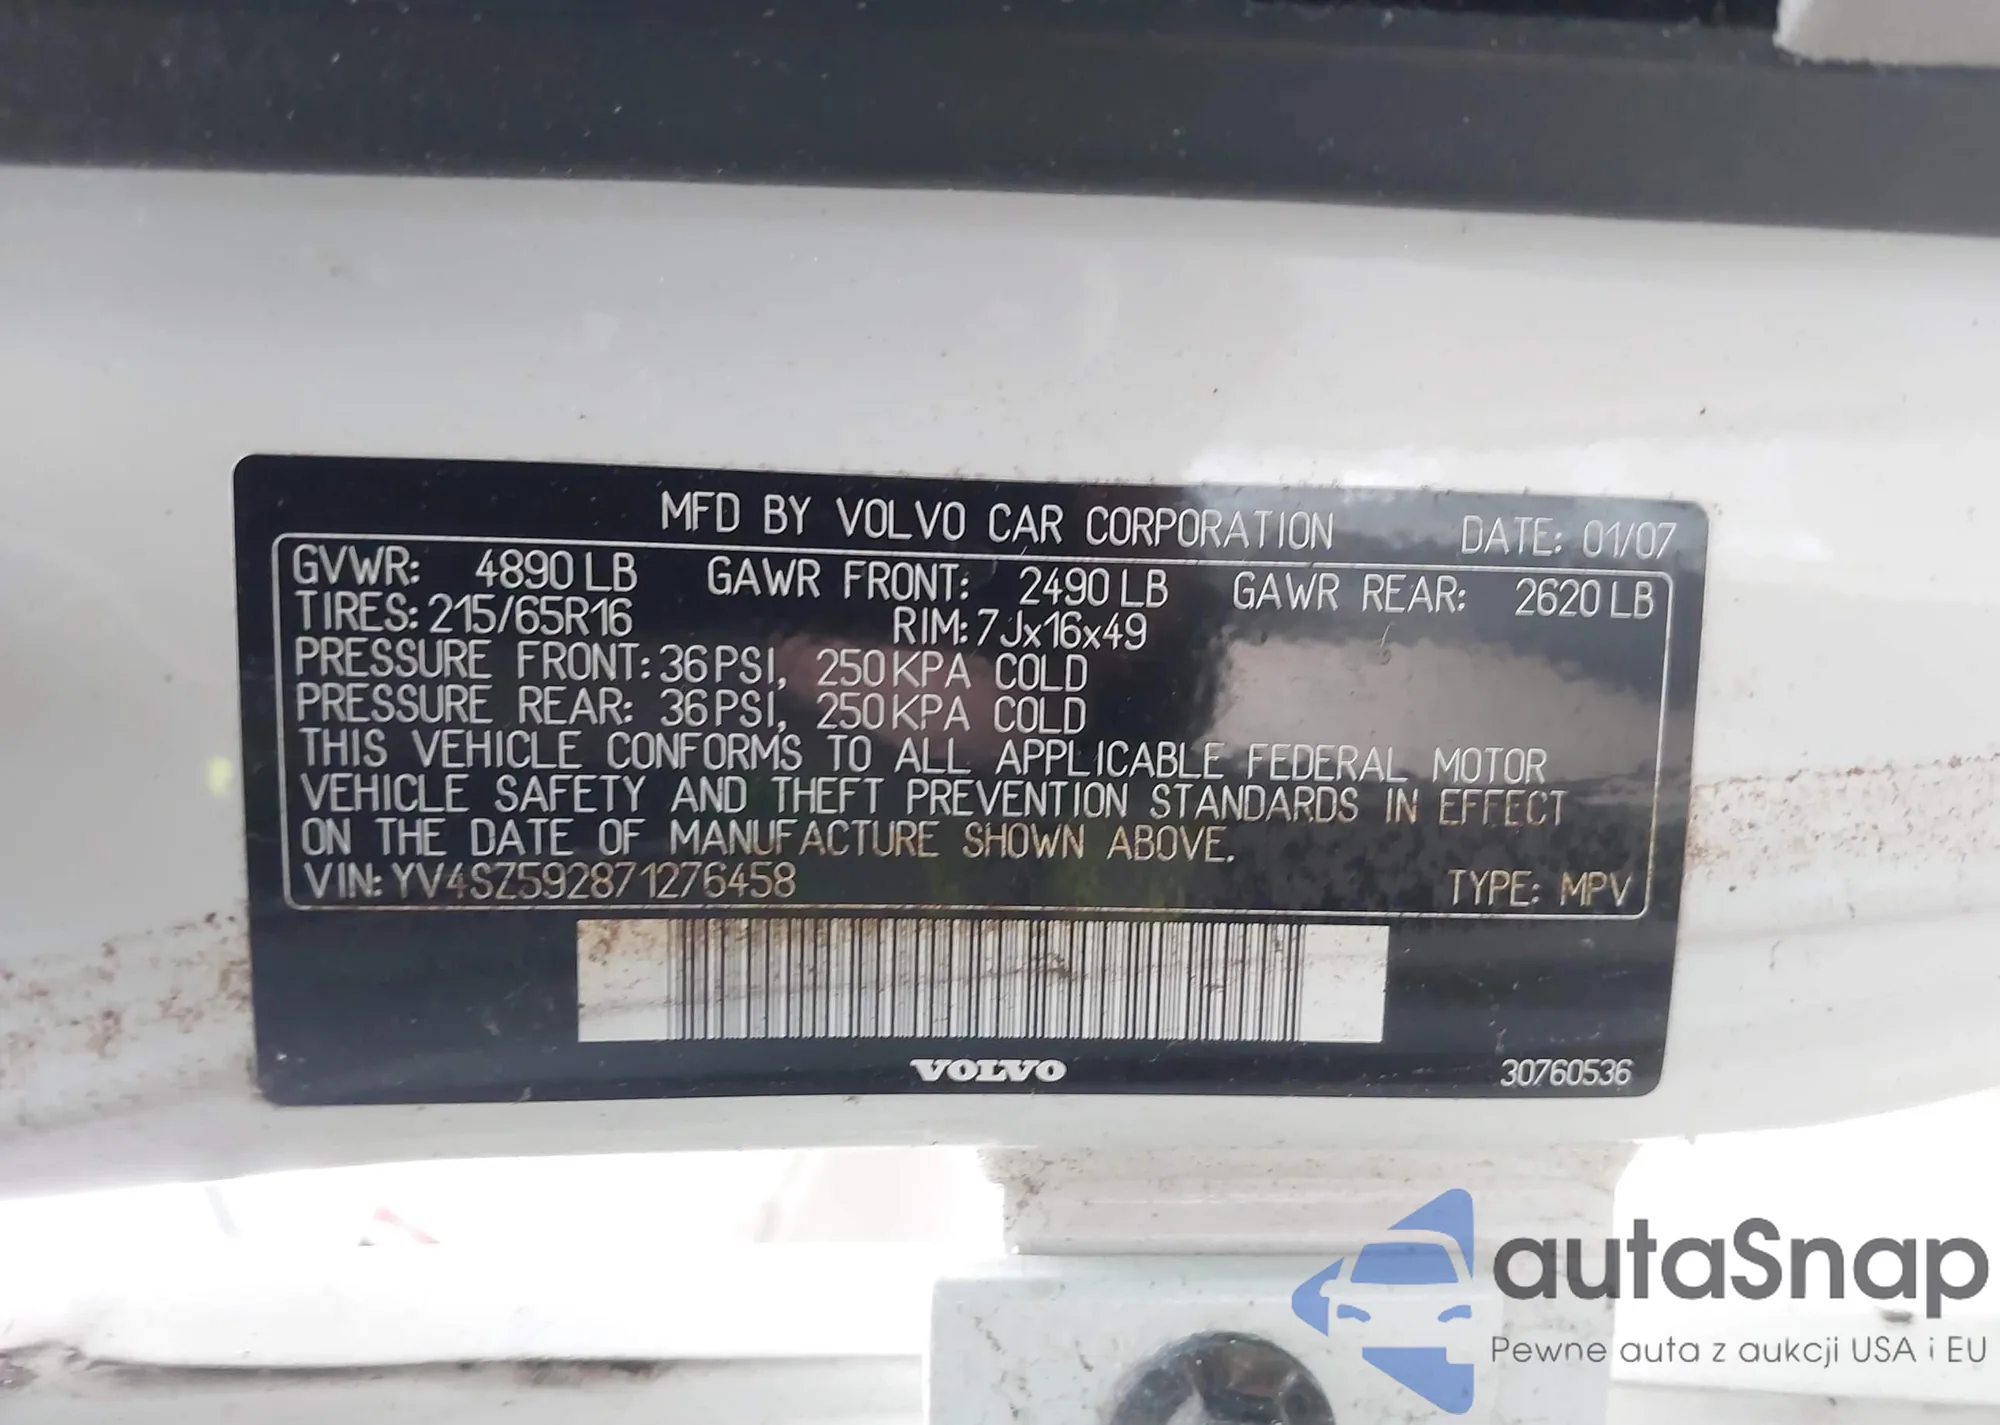 MFD BY VOLVO CAR CORPORATION DATE: 01/07
GVWR: 4890 LB GAWR FRONT: 2490 LB GAWR REAR: 2620 LB
TIRES: 215/65R16 RIM: 7Jx16x49
PRESSURE FRONT: 36 PSI, 250 KPA COLD
PRESSURE REAR: 36 PSI, 250 KPA COLD
THIS VEHICLE CONFORMS TO ALL APPLICABLE FEDERAL MOTOR
VEHICLE SAFETY AND THEFT PREVENTION STANDARDS IN EFFECT
ON THE DATE OF MANUFACTURE SHOWN ABOVE.
VIN: YV4SZ592871276458 TYPE: MPV
VOLVO 30760536
autaSnap
Pewne auta z aukcji USA i EU